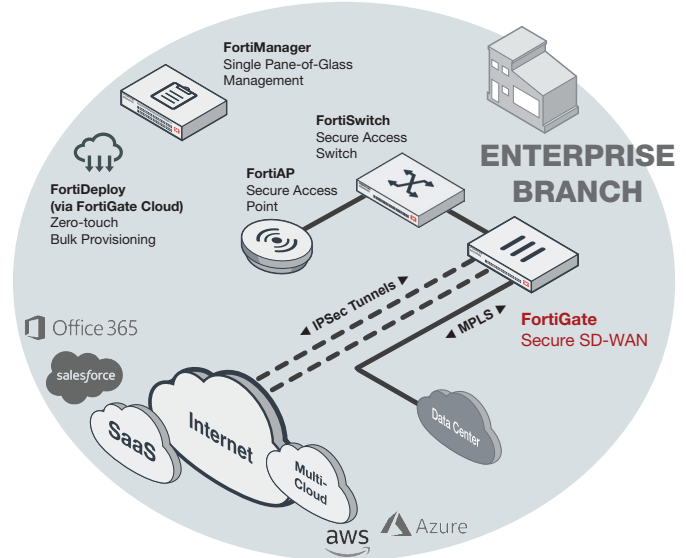 FortiManager
Single Pane-of-Glass
Management
FortiSwitch
Secure Access
Switch
ENTERPRISE
BRANCH
FortiDeploy
(via FortiGate Cloud)
Zero-touch
Bulk Provisioning
FortiAP
Secure Access
Point
IPSec Tunnels
MPLS
FortiGate
Secure SD-WAN
Office 365
salesforce
SaaS
Internet
Multi-
Cloud
Data Center
aws
Azure